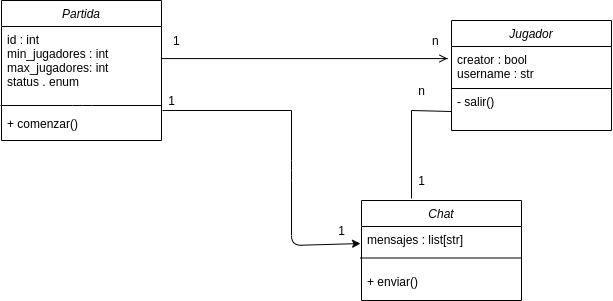 Partida
id : int
min_jugadores : int
max_jugadores: int
status . enum
+ comenzar()
1
n
Jugador
creator : bool
username : str
- salir()
1
n
1
1
Chat
mensajes : list[str]
+ enviar()